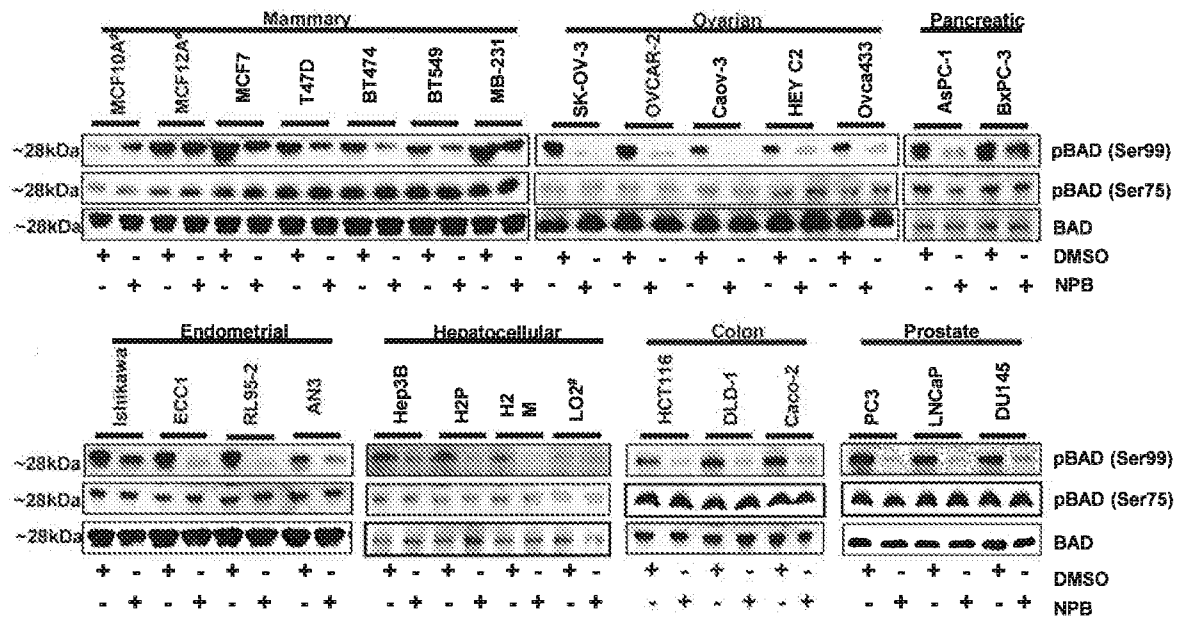 Mammary Ovarian Pancreatic
MCF10A# MCF12A# MCF7 T47D BT474 BT549 MB-231 SK-OV-3 OVCAR-2 Caov-3 HEY C2 Ovca433 AsPC-1 BxPC-3
~28kDa pBAD (Ser99)
~28kDa pBAD (Ser75)
~28kDa BAD
+ - + - + - + - + - + - + - + - + - + - + - + - + - + - DMSO
- + - + - + - + - + - + - + - + - + - + - + - + - + - + NPB
Endometrial Hepatocellular Colon Prostate
Ishikawa ECC1 RL95-2 AN3 Hep3B H2P H2 M LO2# HCT116 DLD-1 Caco-2 PC3 LNCaP DU145
~28kDa pBAD (Ser99)
~28kDa pBAD (Ser75)
~28kDa BAD
+ - + - + - + - + - + - + - + - + - + - + - + - + - + - DMSO
- + - + - + - + - + - + - + - + - + - + - + - + - + - + NPB